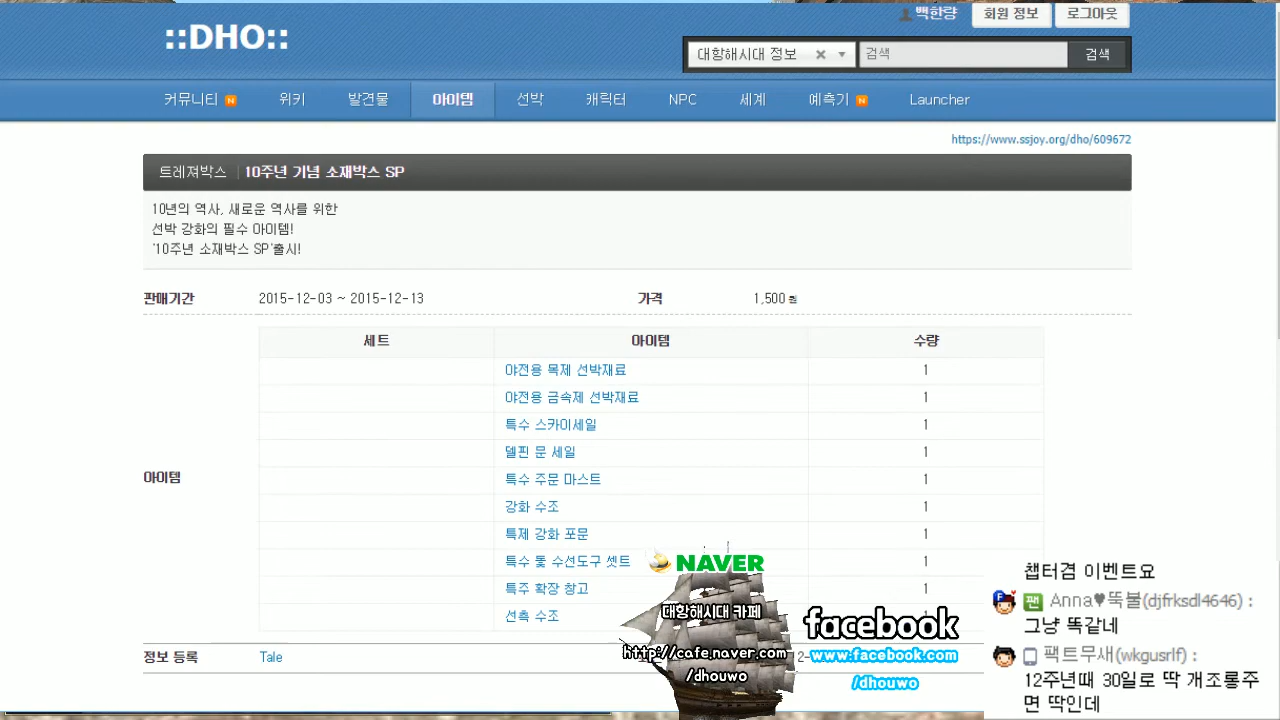 ::DHO::
백한량
회원 정보
로그아웃
대항해시대 정보
검색
검색
커뮤니티 N
위키
발견물
아이템
선박
캐릭터
NPC
세계
예측기 N
Launcher
https://www.ssjoy.org/dho/609672
트레져박스 | 10주년 기념 소재박스 SP
10년의 역사, 새로운 역사를 위한
선박 강화의 필수 아이템!
'10주년 소재박스 SP'출시!
판매기간 2015-12-03 ~ 2015-12-13 가격 1,500 원
세트 아이템 수량
야전용 목제 선박재료 1
야전용 금속제 선박재료 1
특수 스카이세일 1
델핀 문 세일 1
특수 주문 마스트 1
아이템
강화 수조 1
특제 강화 포문 1
특수 돛 수선도구 셋트 1
특주 확장 창고 1
선측 수조 1
정보 등록 Tale
NAVER
대항해시대 카페
http://cafe.naver.com
/dhouwo
facebook
www.facebook.com
/dhouwo
챕터겸 이벤트요
팬 Anna♥뚝불(djfrksdl4646) :
그냥 똑같네
팩트무새(wkgusrlf) :
12주년때 30일로 딱 개조롷주
면 딱인데